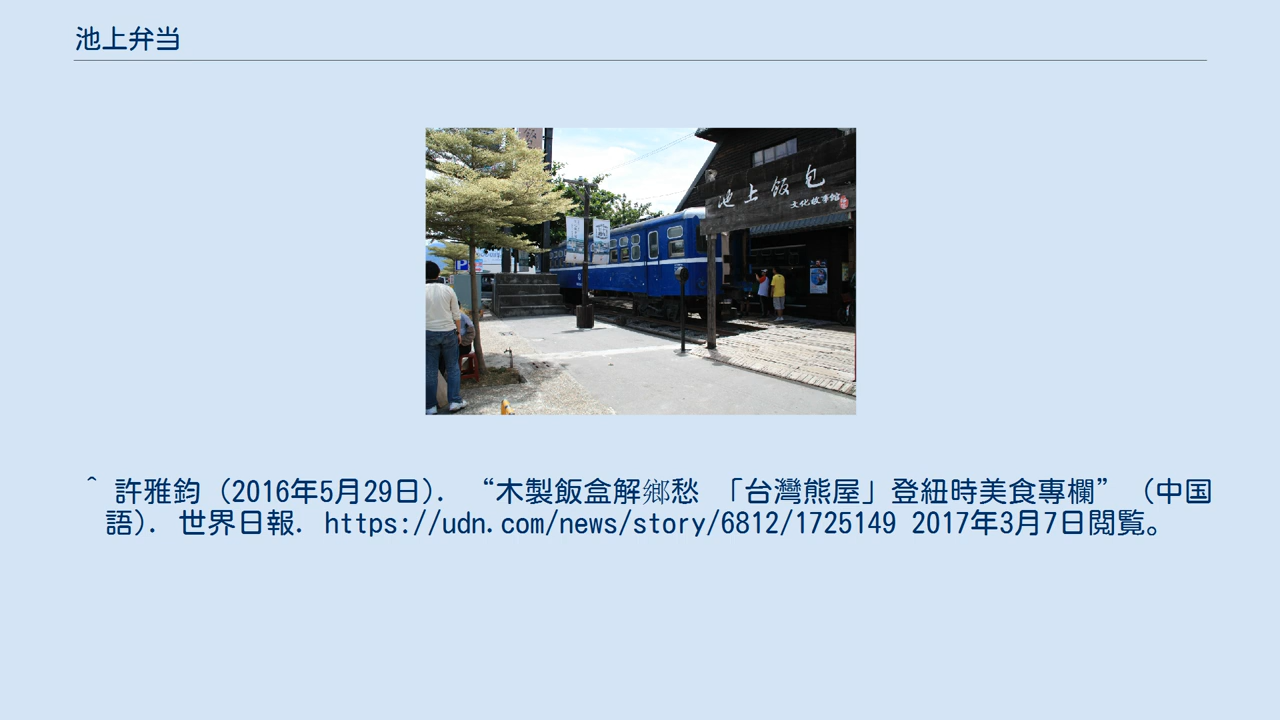 池上弁当
池上飯包
文化故事館
^ 許雅鈞 (2016年5月29日). “木製飯盒解鄉愁 「台灣熊屋」登紐時美食專欄” (中国
語). 世界日報. https://udn.com/news/story/6812/1725149 2017年3月7日閲覧。